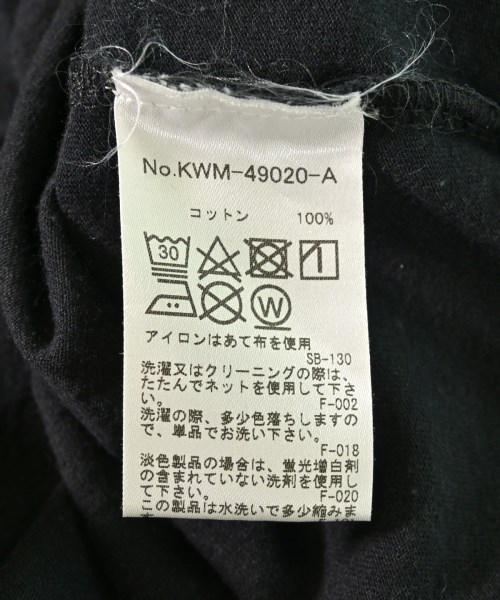 No.KWM-49020-A
コットン 100%
30
W
アイロンはあて布を使用
SB-130
洗濯又はクリーニングの際は、
たたんでネットを使用して下さ
い。 F-002
洗濯の際、多少色落ちしますの
で、単品でお洗い下さい。
F-018
淡色製品の場合は、蛍光増白剤
の含まれていない洗剤を使用し
て下さい。 F-020
この製品は水洗いで多少縮みま
す